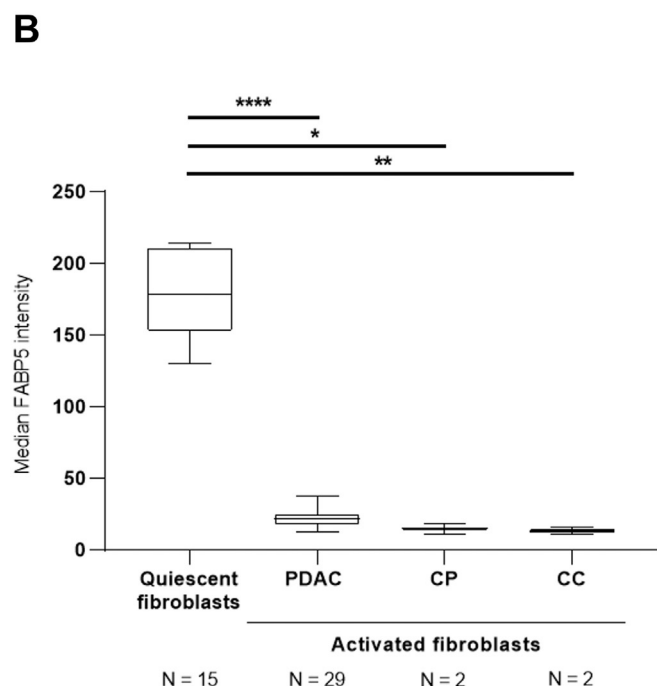 B
****
*
**
250
200
150
100
50
0
Median FABP5 intensity
Quiescent PDAC CP CC
fibroblasts
Activated fibroblasts
N = 15 N = 29 N = 2 N = 2